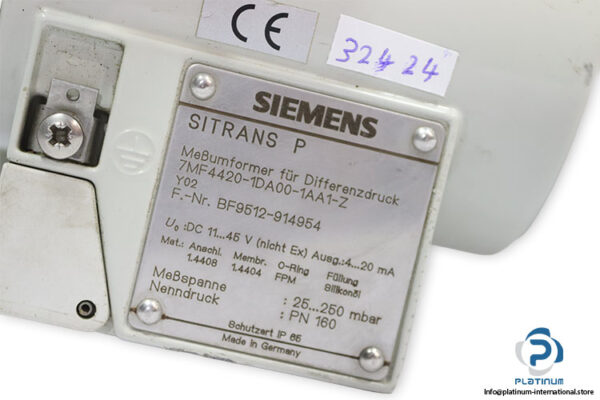 CE
32424
SIEMENS
SITRANS P
Meßumformer für Differenzdruck
7MF4420-1DA00-1AA1-Z
Y02
F.-Nr. BF9512-914954
U₀ :DC 11...45 V (nicht Ex) Ausg.:4...20 mA
Mat.: Anschl. Membr. O-Ring Füllung
1.4408 1.4404 FPM Silikonöl
Meßspanne : 25...250 mbar
Nenndruck : PN 160
Schutzart IP 65
Made in Germany
PLATINUM
Info@platinum-international.store